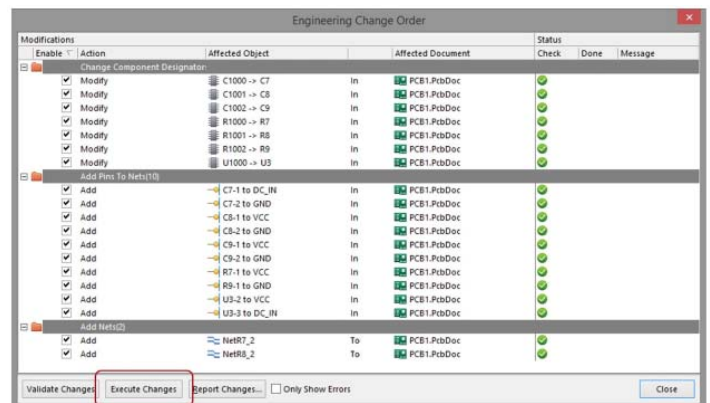 Engineering Change Order
Modifications Status
Enable Action Affected Object Affected Document Check Done Message
Change Component Designator:
Modify C1000 -> C7 In PCB1.PcbDoc
Modify C1001 -> C8 In PCB1.PcbDoc
Modify C1002 -> C9 In PCB1.PcbDoc
Modify R1000 -> R7 In PCB1.PcbDoc
Modify R1001 -> R8 In PCB1.PcbDoc
Modify R1002 -> R9 In PCB1.PcbDoc
Modify U1000 -> U3 In PCB1.PcbDoc
Add Pins To Nets(10)
Add C7-1 to DC_IN In PCB1.PcbDoc
Add C7-2 to GND In PCB1.PcbDoc
Add C8-1 to VCC In PCB1.PcbDoc
Add C8-2 to GND In PCB1.PcbDoc
Add C9-1 to VCC In PCB1.PcbDoc
Add C9-2 to GND In PCB1.PcbDoc
Add R7-1 to VCC In PCB1.PcbDoc
Add R9-1 to GND In PCB1.PcbDoc
Add U3-2 to VCC In PCB1.PcbDoc
Add U3-3 to DC_IN In PCB1.PcbDoc
Add Nets(2)
Add NetR7_2 To PCB1.PcbDoc
Add NetR8_2 To PCB1.PcbDoc
Validate Changes Execute Changes Report Changes... Only Show Errors Close